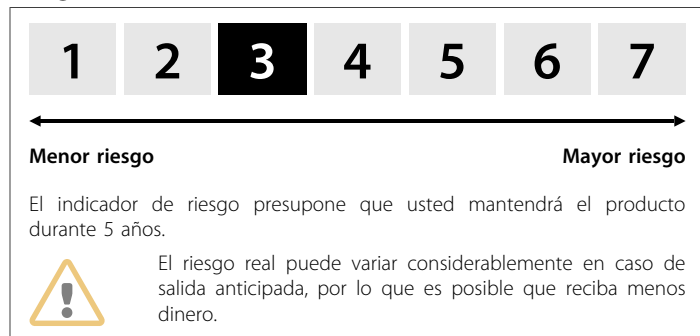 1 2 3 4 5 6 7
Menor riesgo Mayor riesgo
El indicador de riesgo presupone que usted mantendrá el producto
durante 5 años.
El riesgo real puede variar considerablemente en caso de
salida anticipada, por lo que es posible que reciba menos
dinero.